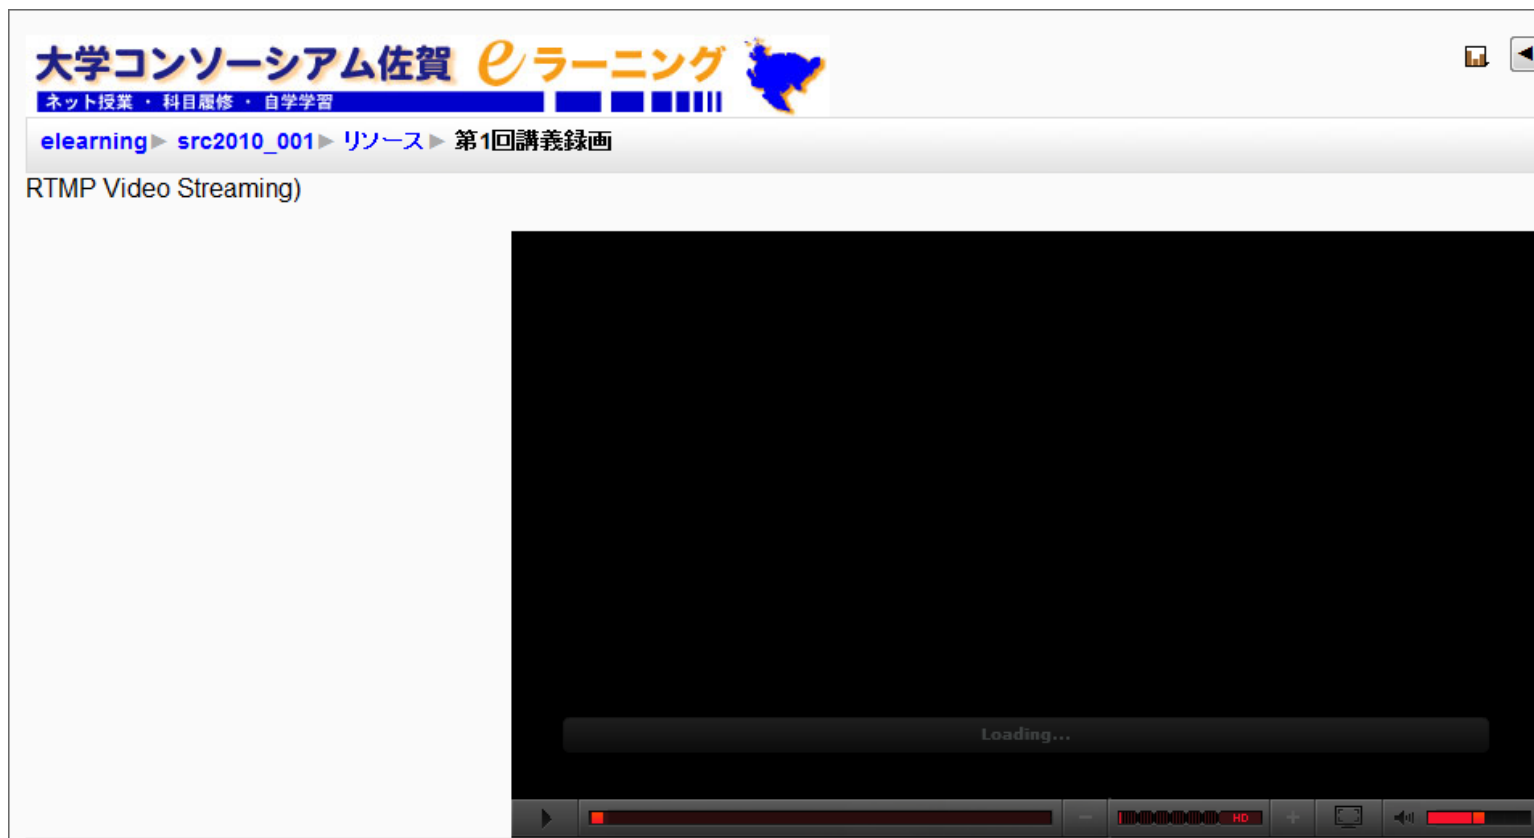 大学コンソーシアム佐賀 eラーニング
ネット授業 ・ 科目履修 ・ 自学学習
elearning▶ src2010_001▶ リソース▶ 第1回講義録画
RTMP Video Streaming)
Loading...
HD